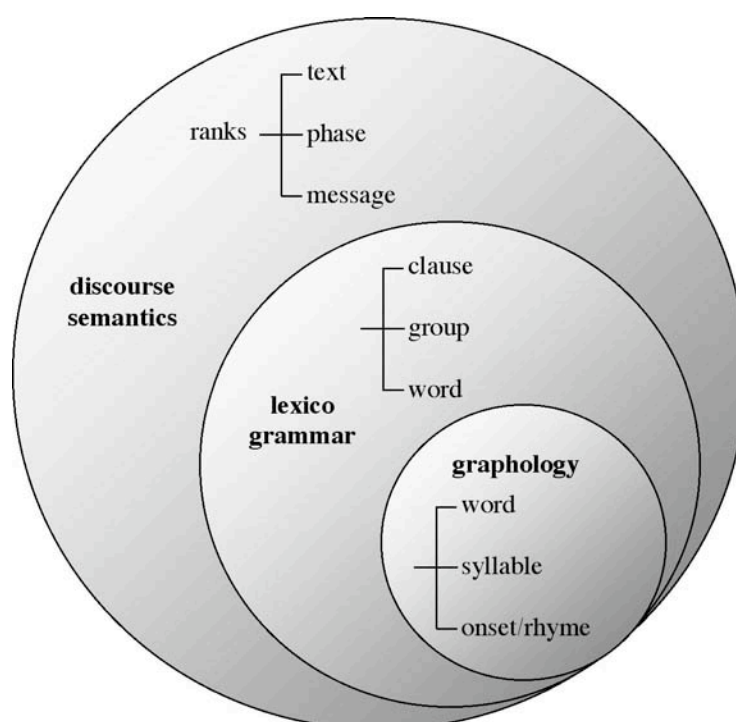 text
ranks
phase
message
discourse
semantics
clause
group
word
lexico
grammar
graphology
word
syllable
onset/rhyme